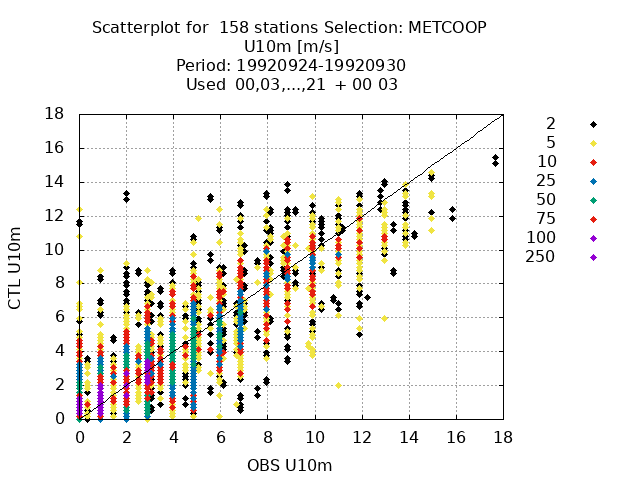 Scatterplot for  158 stations Selection: METCOOP
U10m [m/s]
Period: 19920924-19920930
Used  00,03,...,21  + 00 03
CTL U10m
18
16
14
12
10
8
6
4
2
0
0 2 4 6 8 10 12 14 16 18
OBS U10m
2
5
10
25
50
75
100
250